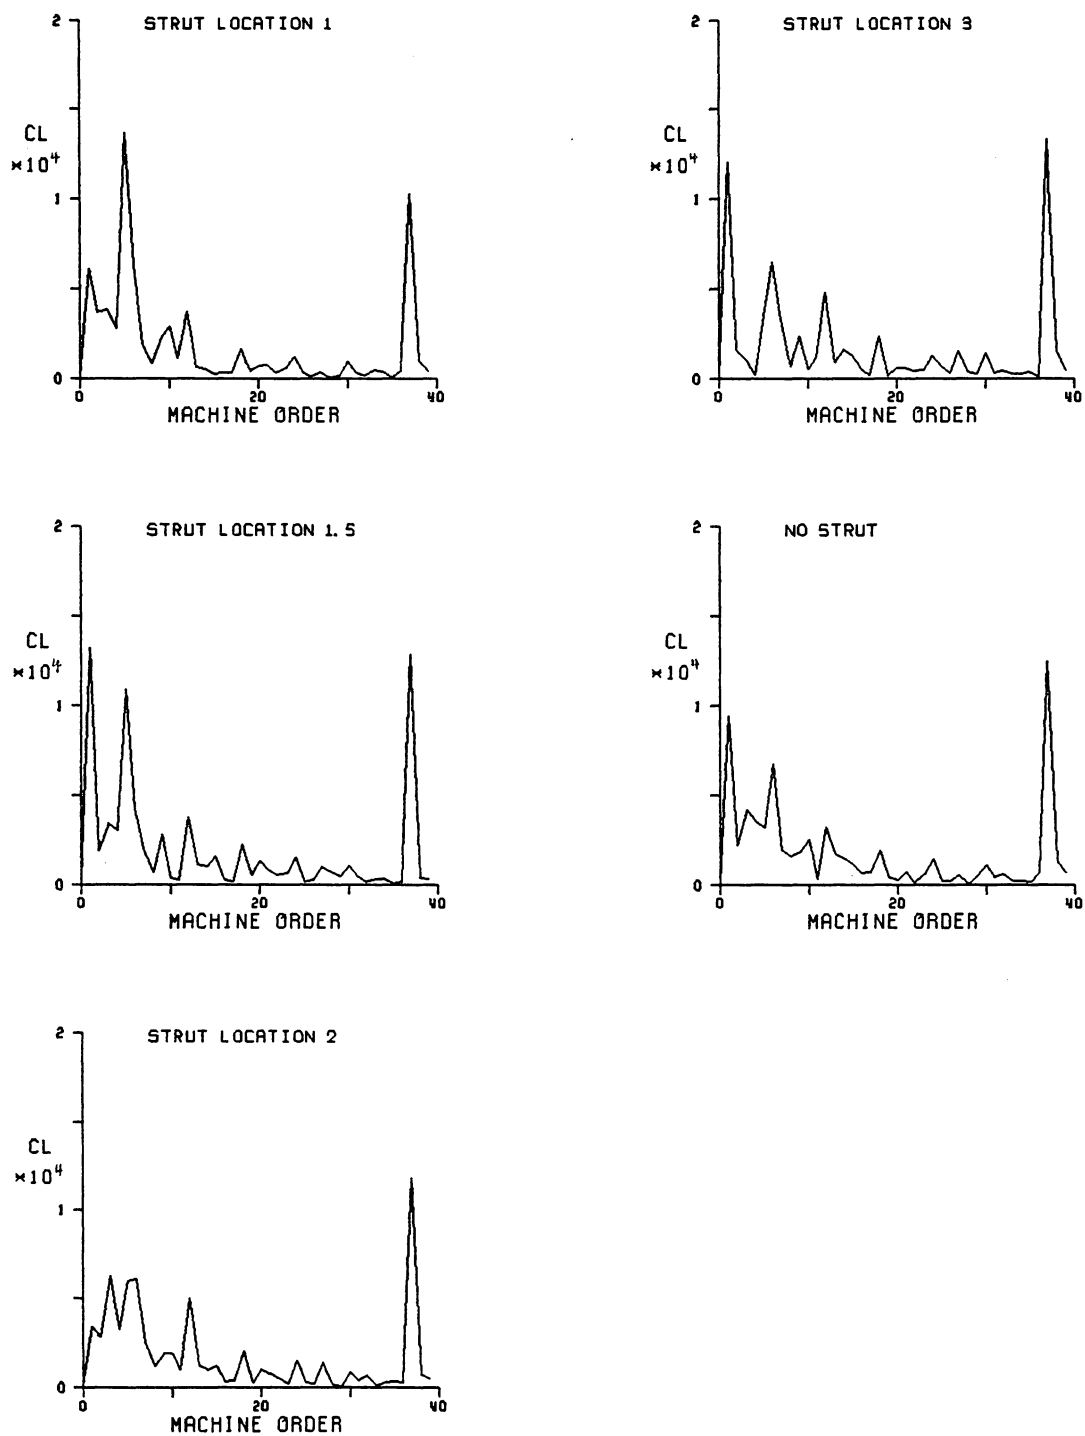 STRUT LOCATION 1
2
CL
×10⁴
1
0
0 20 40
MACHINE ORDER
STRUT LOCATION 3
2
CL
×10⁴
1
0
0 20 40
MACHINE ORDER
STRUT LOCATION 1.5
2
CL
×10⁴
1
0
0 20 40
MACHINE ORDER
NO STRUT
2
CL
×10⁴
1
0
0 20 40
MACHINE ORDER
STRUT LOCATION 2
2
CL
×10⁴
1
0
0 20 40
MACHINE ORDER